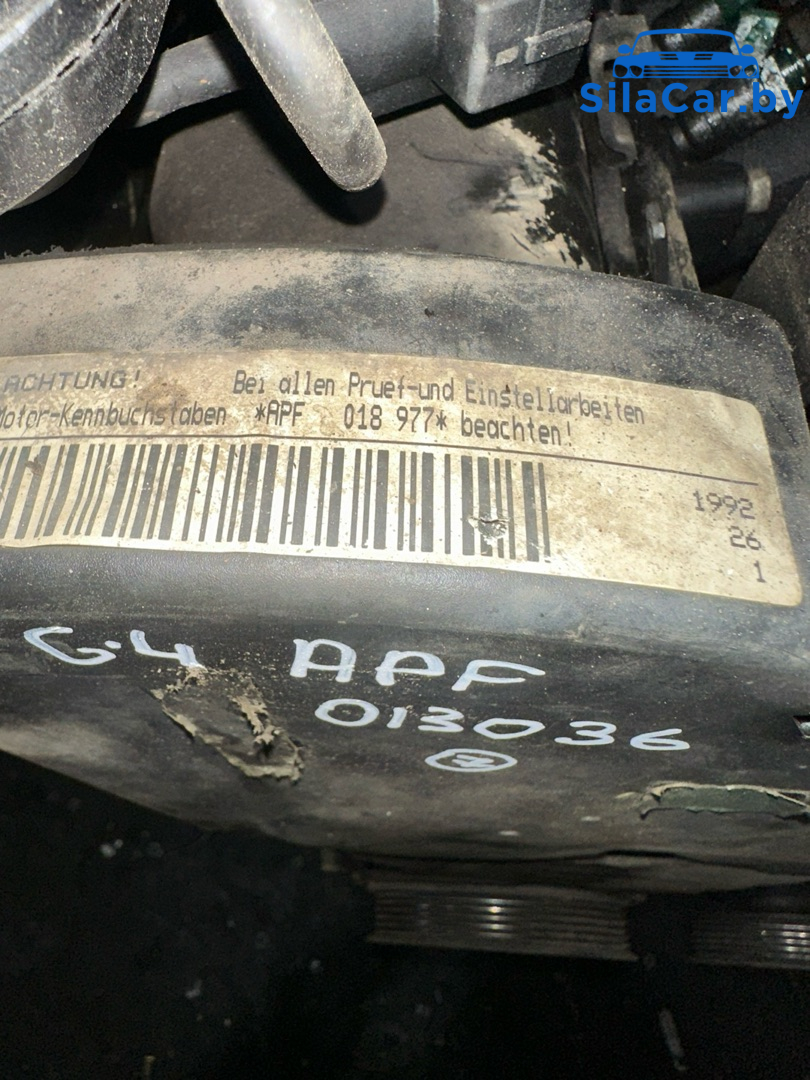 SilaCar.by
ACHTUNG! Bei allen Pruef-und Einstellarbeiten
Motor-Kennbuchstaben *APF 018 977* beachten!
1992
26
1
G-4 APF
013036